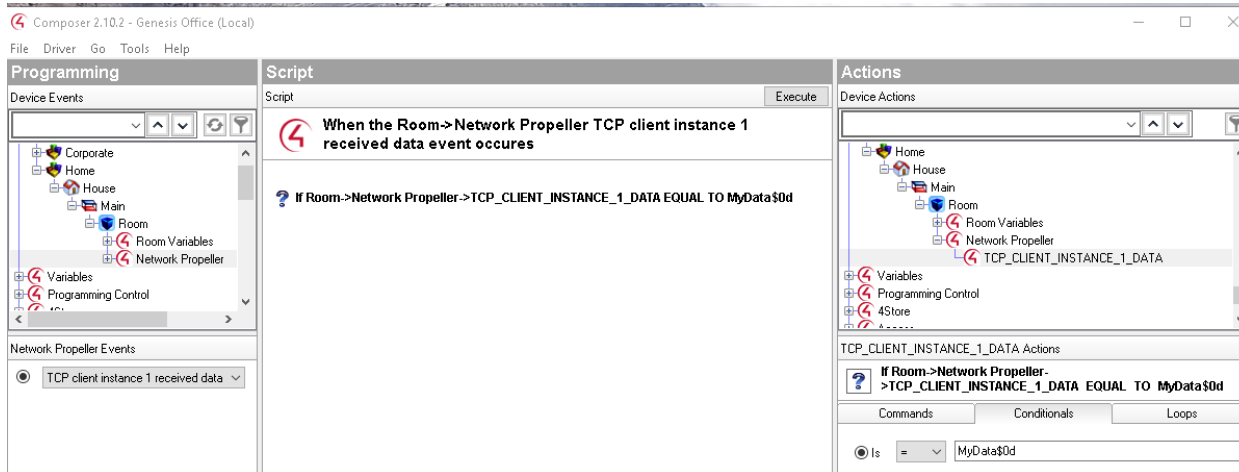 Composer 2.10.2 - Genesis Office (Local)
File Driver Go Tools Help
Programming
Device Events
Corporate
Home
House
Main
Room
Room Variables
Network Propeller
Variables
Programming Control
Network Propeller Events
TCP client instance 1 received data
Script
Script Execute
When the Room->Network Propeller TCP client instance 1
received data event occures
? If Room->Network Propeller->TCP_CLIENT_INSTANCE_1_DATA EQUAL TO MyData$0d
Actions
Device Actions
Home
House
Main
Room
Room Variables
Network Propeller
TCP_CLIENT_INSTANCE_1_DATA
Variables
Programming Control
4Store
TCP_CLIENT_INSTANCE_1_DATA Actions
? If Room->Network Propeller-
>TCP_CLIENT_INSTANCE_1_DATA EQUAL TO MyData$0d
Commands Conditionals Loops
Is = MyData$0d